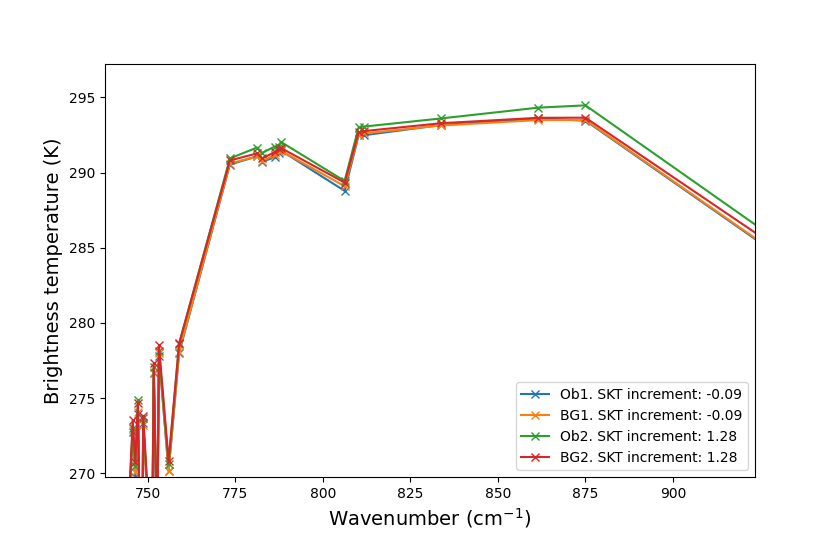 295
290
285
280
275
270
750
775
800
825
850
875
900
Brightness temperature (K)
Wavenumber (cm⁻¹)
Ob1. SKT increment: -0.09
BG1. SKT increment: -0.09
Ob2. SKT increment: 1.28
BG2. SKT increment: 1.28